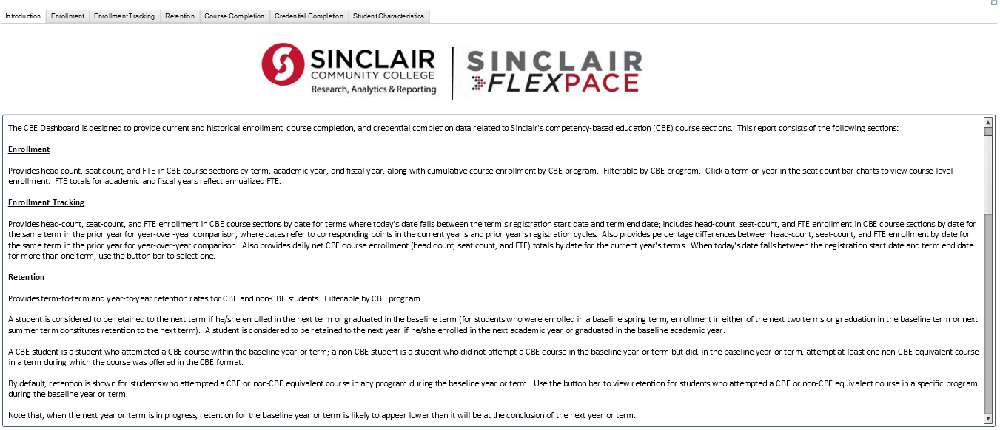 Introduction Enrollment Enrollment Tracking Retention Course Completion Credential Completion Student Characteristics
SINCLAIR
COMMUNITY COLLEGE
Research, Analytics & Reporting
SINCLAIR
FLEXPACE
The CBE Dashboard is designed to provide current and historical enrollment, course completion, and credential completion data related to Sinclair's competency-based education (CBE) course sections. This report consists of the following sections:
Enrollment
Provides head count, seat count, and FTE in CBE course sections by term, academic year, and fiscal year, along with cumulative course enrollment by CBE program. Filterable by CBE program. Click a term or year in the seat count bar charts to view course-level
enrollment. FTE totals for academic and fiscal years reflect annualized FTE.
Enrollment Tracking
Provides head-count, seat-count, and FTE enrollment in CBE course sections by date for terms where today's date falls between the term's registration start date and term end date; includes head-count, seat-count, and FTE enrollment in CBE course sections by date for
the same term in the prior year for year-over-year comparison, where dates refer to corresponding points in the current year's and prior year's registration cycles. Also provides percentage differences between head-count, seat-count, and FTE enrollment by date for
the same term in the prior year for year-over-year comparison. Also provides daily net CBE course enrollment (head count, seat count, and FTE) totals by date for the current year's terms. When today's date falls between the registration start date and term end date
for more than one term, use the button bar to select one.
Retention
Provides term-to-term and year-to-year retention rates for CBE and non-CBE students. Filterable by CBE program.
A student is considered to be retained to the next term if he/she enrolled in the next term or graduated in the baseline term (for students who were enrolled in a baseline spring term, enrollment in either of the next two terms or graduation in the baseline term or next
summer term constitutes retention to the next term). A student is considered to be retained to the next year if he/she enrolled in the next academic year or graduated in the baseline academic year.
A CBE student is a student who attempted a CBE course within the baseline year or term; a non-CBE student is a student who did not attempt a CBE course in the baseline year or term but did, in the baseline year or term, attempt at least one non-CBE equivalent course
in a term during which the course was offered in the CBE format.
By default, retention is shown for students who attempted a CBE or non-CBE equivalent course in any program during the baseline year or term. Use the button bar to view retention for students who attempted a CBE or non-CBE equivalent course in a specific program
during the baseline year or term.
Note that, when the next year or term is in progress, retention for the baseline year or term is likely to appear lower than it will be at the conclusion of the next year or term.